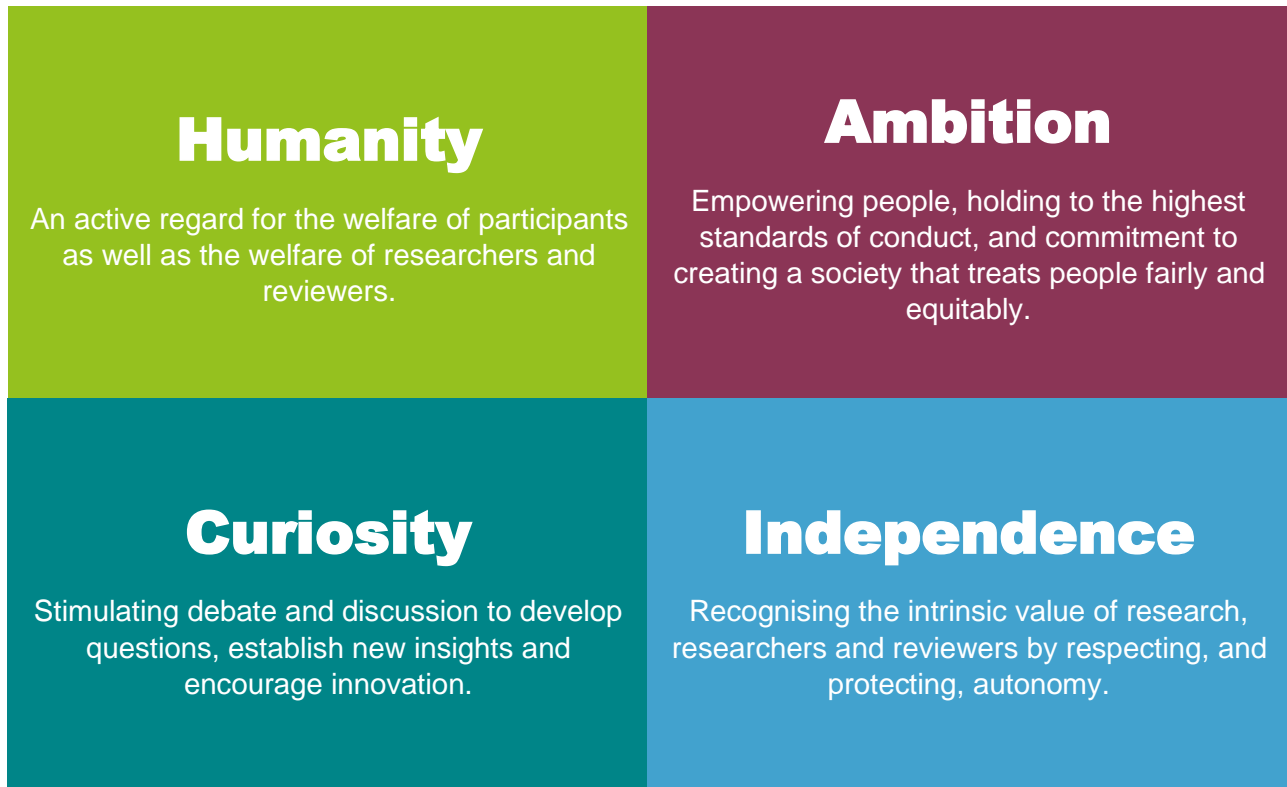 Humanity
An active regard for the welfare of participants
as well as the welfare of researchers and
reviewers.
Ambition
Empowering people, holding to the highest
standards of conduct, and commitment to
creating a society that treats people fairly and
equitably.
Curiosity
Stimulating debate and discussion to develop
questions, establish new insights and
encourage innovation.
Independence
Recognising the intrinsic value of research,
researchers and reviewers by respecting, and
protecting, autonomy.